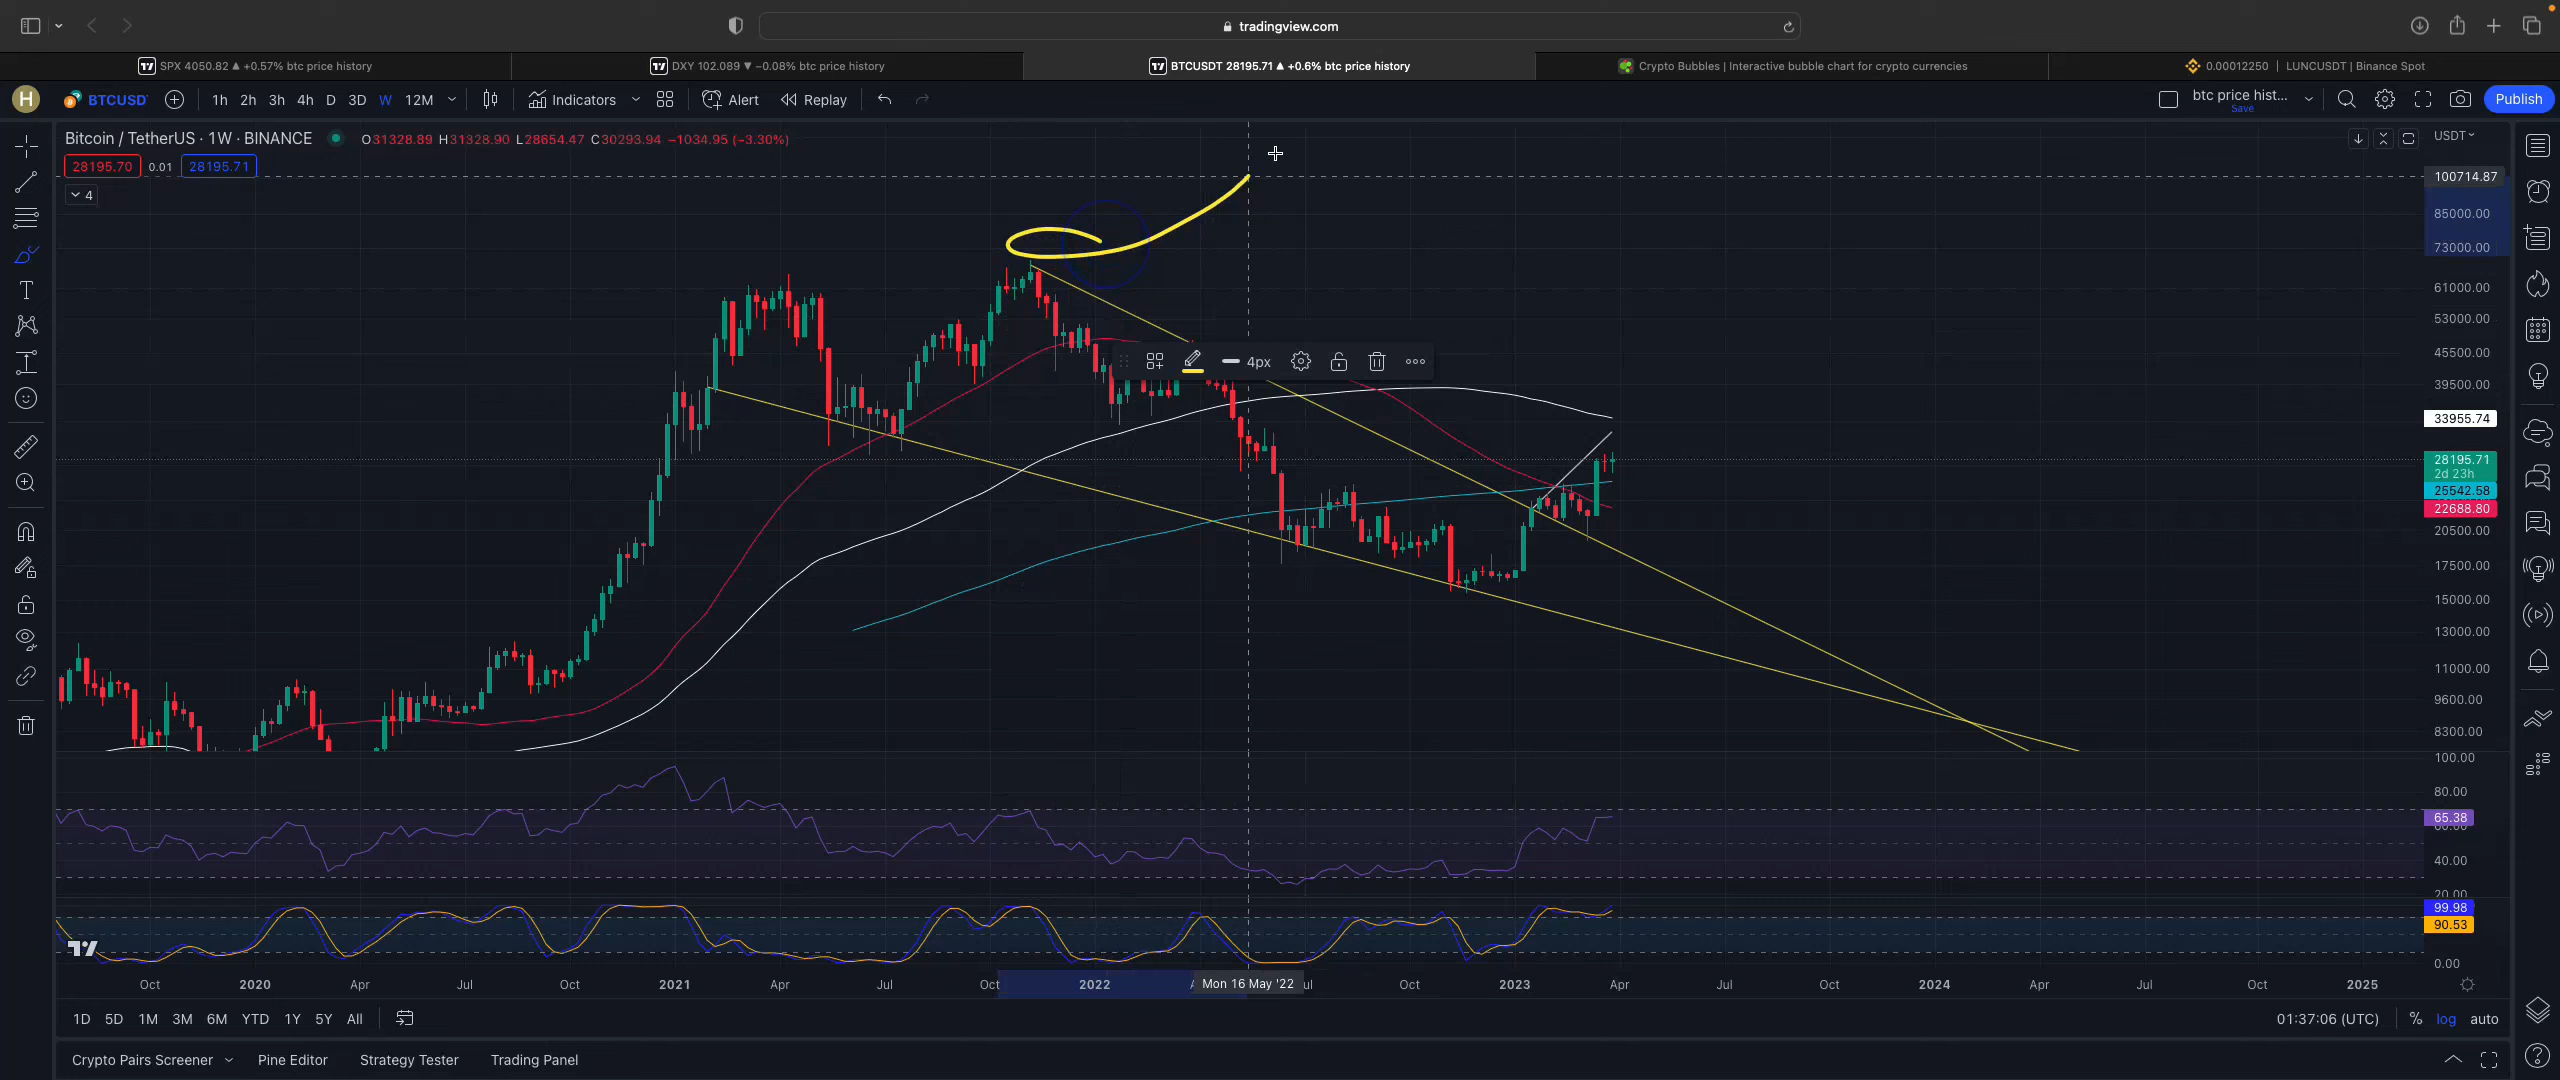 tradingview.com
SPX 4050.82 ▲ +0.57% btc price history
DXY 102.089 ▼ −0.08% btc price history
BTCUSDT 28195.71 ▲ +0.6% btc price history
Crypto Bubbles | Interactive bubble chart for crypto currencies
0.00012250 | LUNCUSDT | Binance Spot
H BTCUSD 1h 2h 3h 4h D 3D W 12M Indicators Alert Replay btc price hist... Save Publish
Bitcoin / TetherUS · 1W · BINANCE O31328.89 H31328.90 L28654.47 C30293.94 −1034.95 (−3.30%) USDT
28195.70 0.01 28195.71
4
100714.87
85000.00
73000.00
61000.00
53000.00
45500.00
4px
39500.00
33955.74
28195.71
2d 23h
25542.58
22688.80
20500.00
17500.00
15000.00
13000.00
11000.00
9600.00
8300.00
100.00
80.00
65.38
40.00
20.00
99.98
90.53
0.00
Oct 2020 Apr Jul Oct 2021 Apr Jul Oct 2022 Mon 16 May '22 Oct 2023 Apr Jul Oct 2024 Apr Jul Oct 2025
1D 5D 1M 3M 6M YTD 1Y 5Y All 01:37:06 (UTC) % log auto
Crypto Pairs Screener Pine Editor Strategy Tester Trading Panel